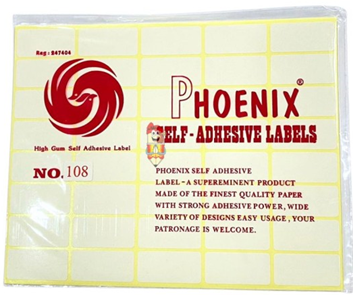 Reg : 547404
PHOENIX®
SELF - ADHESIVE LABELS
High Gum Self Adhesive Label
NO. 108
PHOENIX SELF ADHESIVE
LABEL – A SUPEREMINENT PRODUCT
MADE OF THE FINEST QUALITY PAPER
WITH STRONG ADHESIVE POWER, WIDE
VARIETY OF DESIGNS EASY USAGE , YOUR
PATRONAGE IS WELCOME.